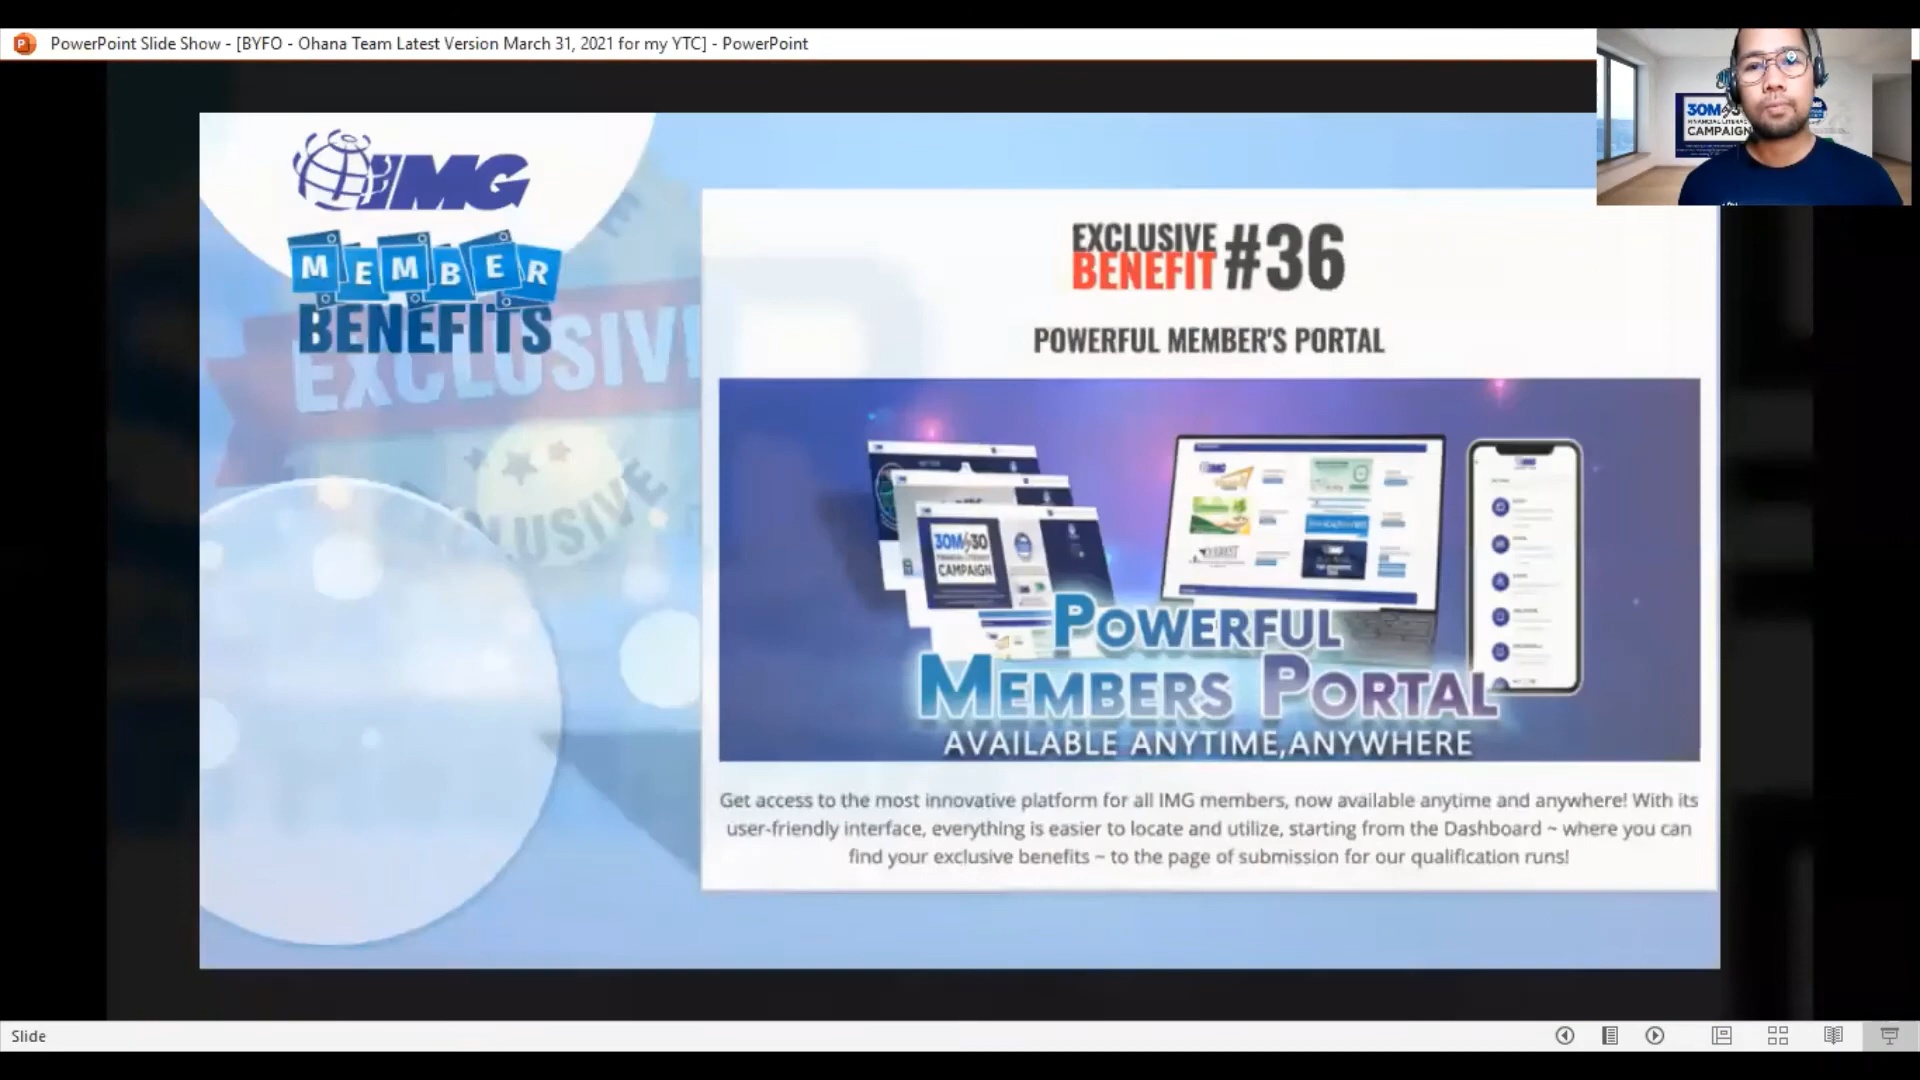 PowerPoint Slide Show - [BYFO - Ohana Team Latest Version March 31, 2021 for my YTC] - PowerPoint
30M
CAMPAIGN
IMG
MEMBER
BENEFITS
EXCLUSIVE
EXCLUSIVE
BENEFIT #36
POWERFUL MEMBER'S PORTAL
IMG
30M by 30
FINANCIAL LITERACY
CAMPAIGN
POWERFUL
MEMBERS PORTAL
AVAILABLE ANYTIME,ANYWHERE
Get access to the most innovative platform for all IMG members, now available anytime and anywhere! With its
user-friendly interface, everything is easier to locate and utilize, starting from the Dashboard ~ where you can
find your exclusive benefits ~ to the page of submission for our qualification runs!
Slide